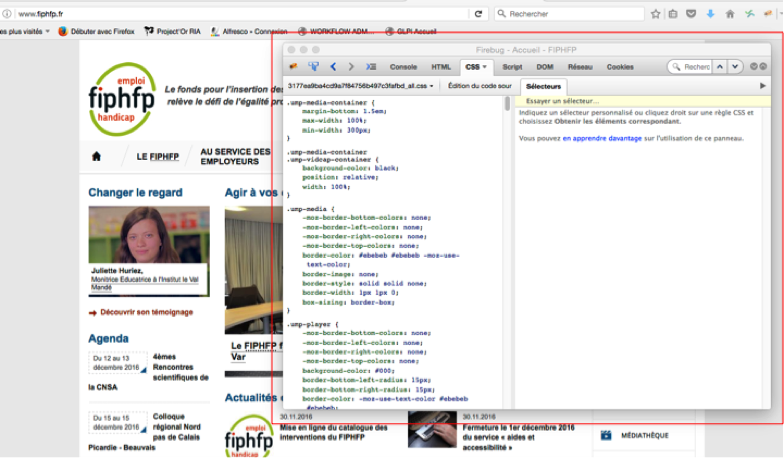 www.fiphfp.fr
Rechercher
es plus visités
Débuter avec Firefox
Project'Or RIA
Alfresco - Connexion
WORKFLOW ADM...
GLPI Accueil
emploi
fiphfp
handicap
Le fonds pour l'insertion des
relève le défi de l'égalité pro
LE FIPHFP
AU SERVICE DES
EMPLOYEURS
Changer le regard
Juliette Huriez,
Monitrice Educatrice à l'Institut le Val
Mandé
Découvrir son témoignage
Agenda
Du 12 au 13
décembre 2016
4èmes
Rencontres
scientifiques de
la CNSA
Du 15 au 15
décembre 2016
Colloque
régional Nord
pas de Calais
Picardie - Beauvais
Agir à vos
Le FIPHFP f
Var
Actualités
fiphfp
handicap
30.11.2016
Mise en ligne du catalogue des
interventions du FIPHFP
30.11.2016
Fermeture le 1er décembre 2016
du service « aides et
accessibilité »
MÉDIATHÈQUE
Firebug - Accueil - FIPHFP
Console
HTML
CSS
Script
DOM
Réseau
Cookies
Recherc
3177ea9ba4cd9a7f84756b497c3fafbd_all.css
Édition du code sour
Sélecteurs
.ump-media-container {
margin-bottom: 1.5em;
max-width: 100%;
min-width: 300px;
}
.ump-media-container
.ump-vidcap-container {
background-color: black;
position: relative;
width: 100%;
}
.ump-media {
-moz-border-bottom-colors: none;
-moz-border-left-colors: none;
-moz-border-right-colors: none;
-moz-border-top-colors: none;
border-color: #ebebeb #ebebeb -moz-use-
text-color;
border-image: none;
border-style: solid solid none;
border-width: 1px 1px 0;
box-sizing: border-box;
}
.ump-player {
-moz-border-bottom-colors: none;
-moz-border-left-colors: none;
-moz-border-right-colors: none;
-moz-border-top-colors: none;
background-color: #000;
border-bottom-left-radius: 15px;
border-bottom-right-radius: 15px;
border-color: -moz-use-text-color #ebebeb
#ebebeb;
Essayer un sélecteur...
Indiquez un sélecteur personnalisé ou cliquez droit sur une règle CSS et
choisissez Obtenir les éléments correspondant.
Vous pouvez en apprendre davantage sur l'utilisation de ce panneau.